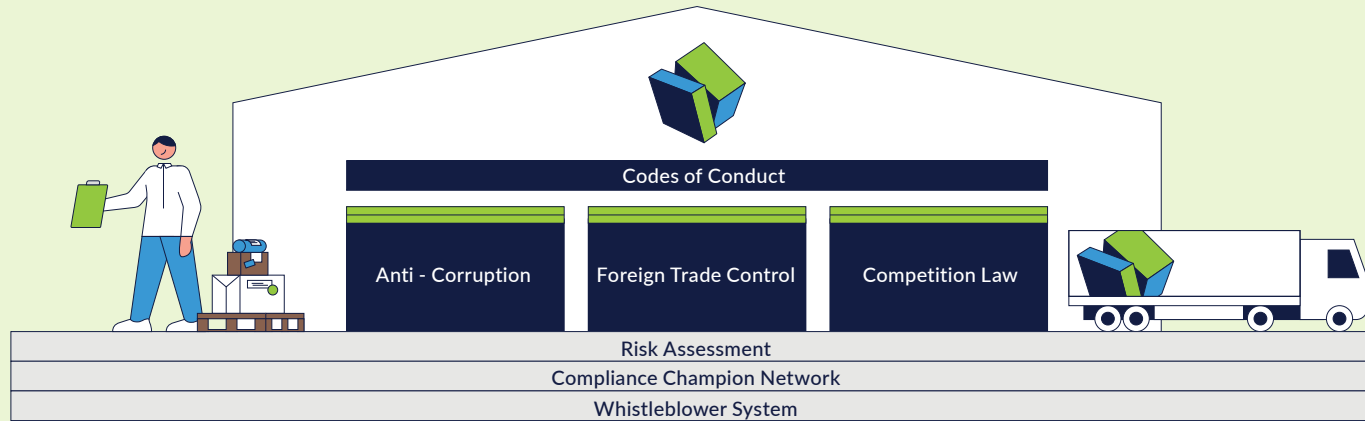 Codes of Conduct
Anti - Corruption
Foreign Trade Control
Competition Law
Risk Assessment
Compliance Champion Network
Whistleblower System